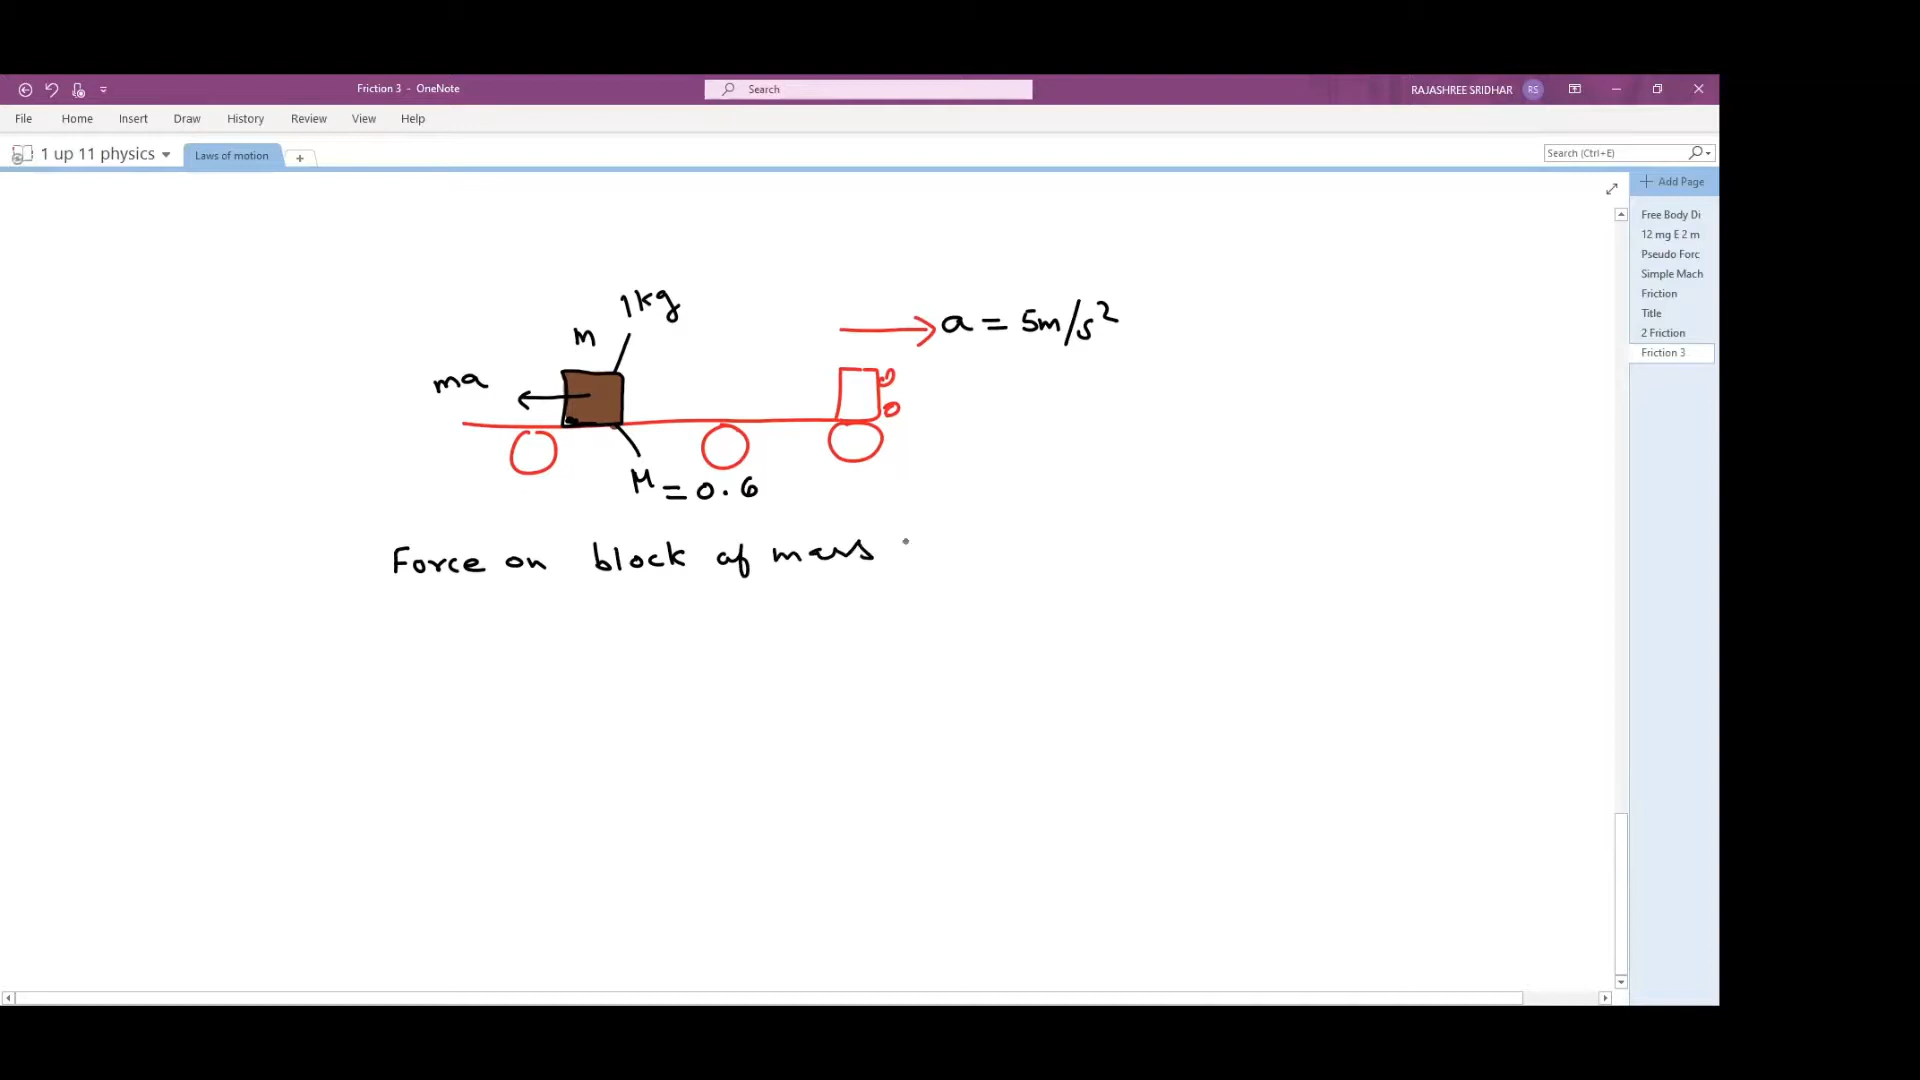 Friction 3 - OneNote
Search
RAJASHREE SRIDHAR
RS
File Home Insert Draw History Review View Help
1 up 11 physics
Laws of motion
+
Search (Ctrl+E)
Add Page
Free Body Di
12 mg E 2 m
Pseudo Forc
Simple Mach
Friction
Title
2 Friction
Friction 3
1kg
m
a = 5m/s²
ma
μ = 0.6
Force on block of mass